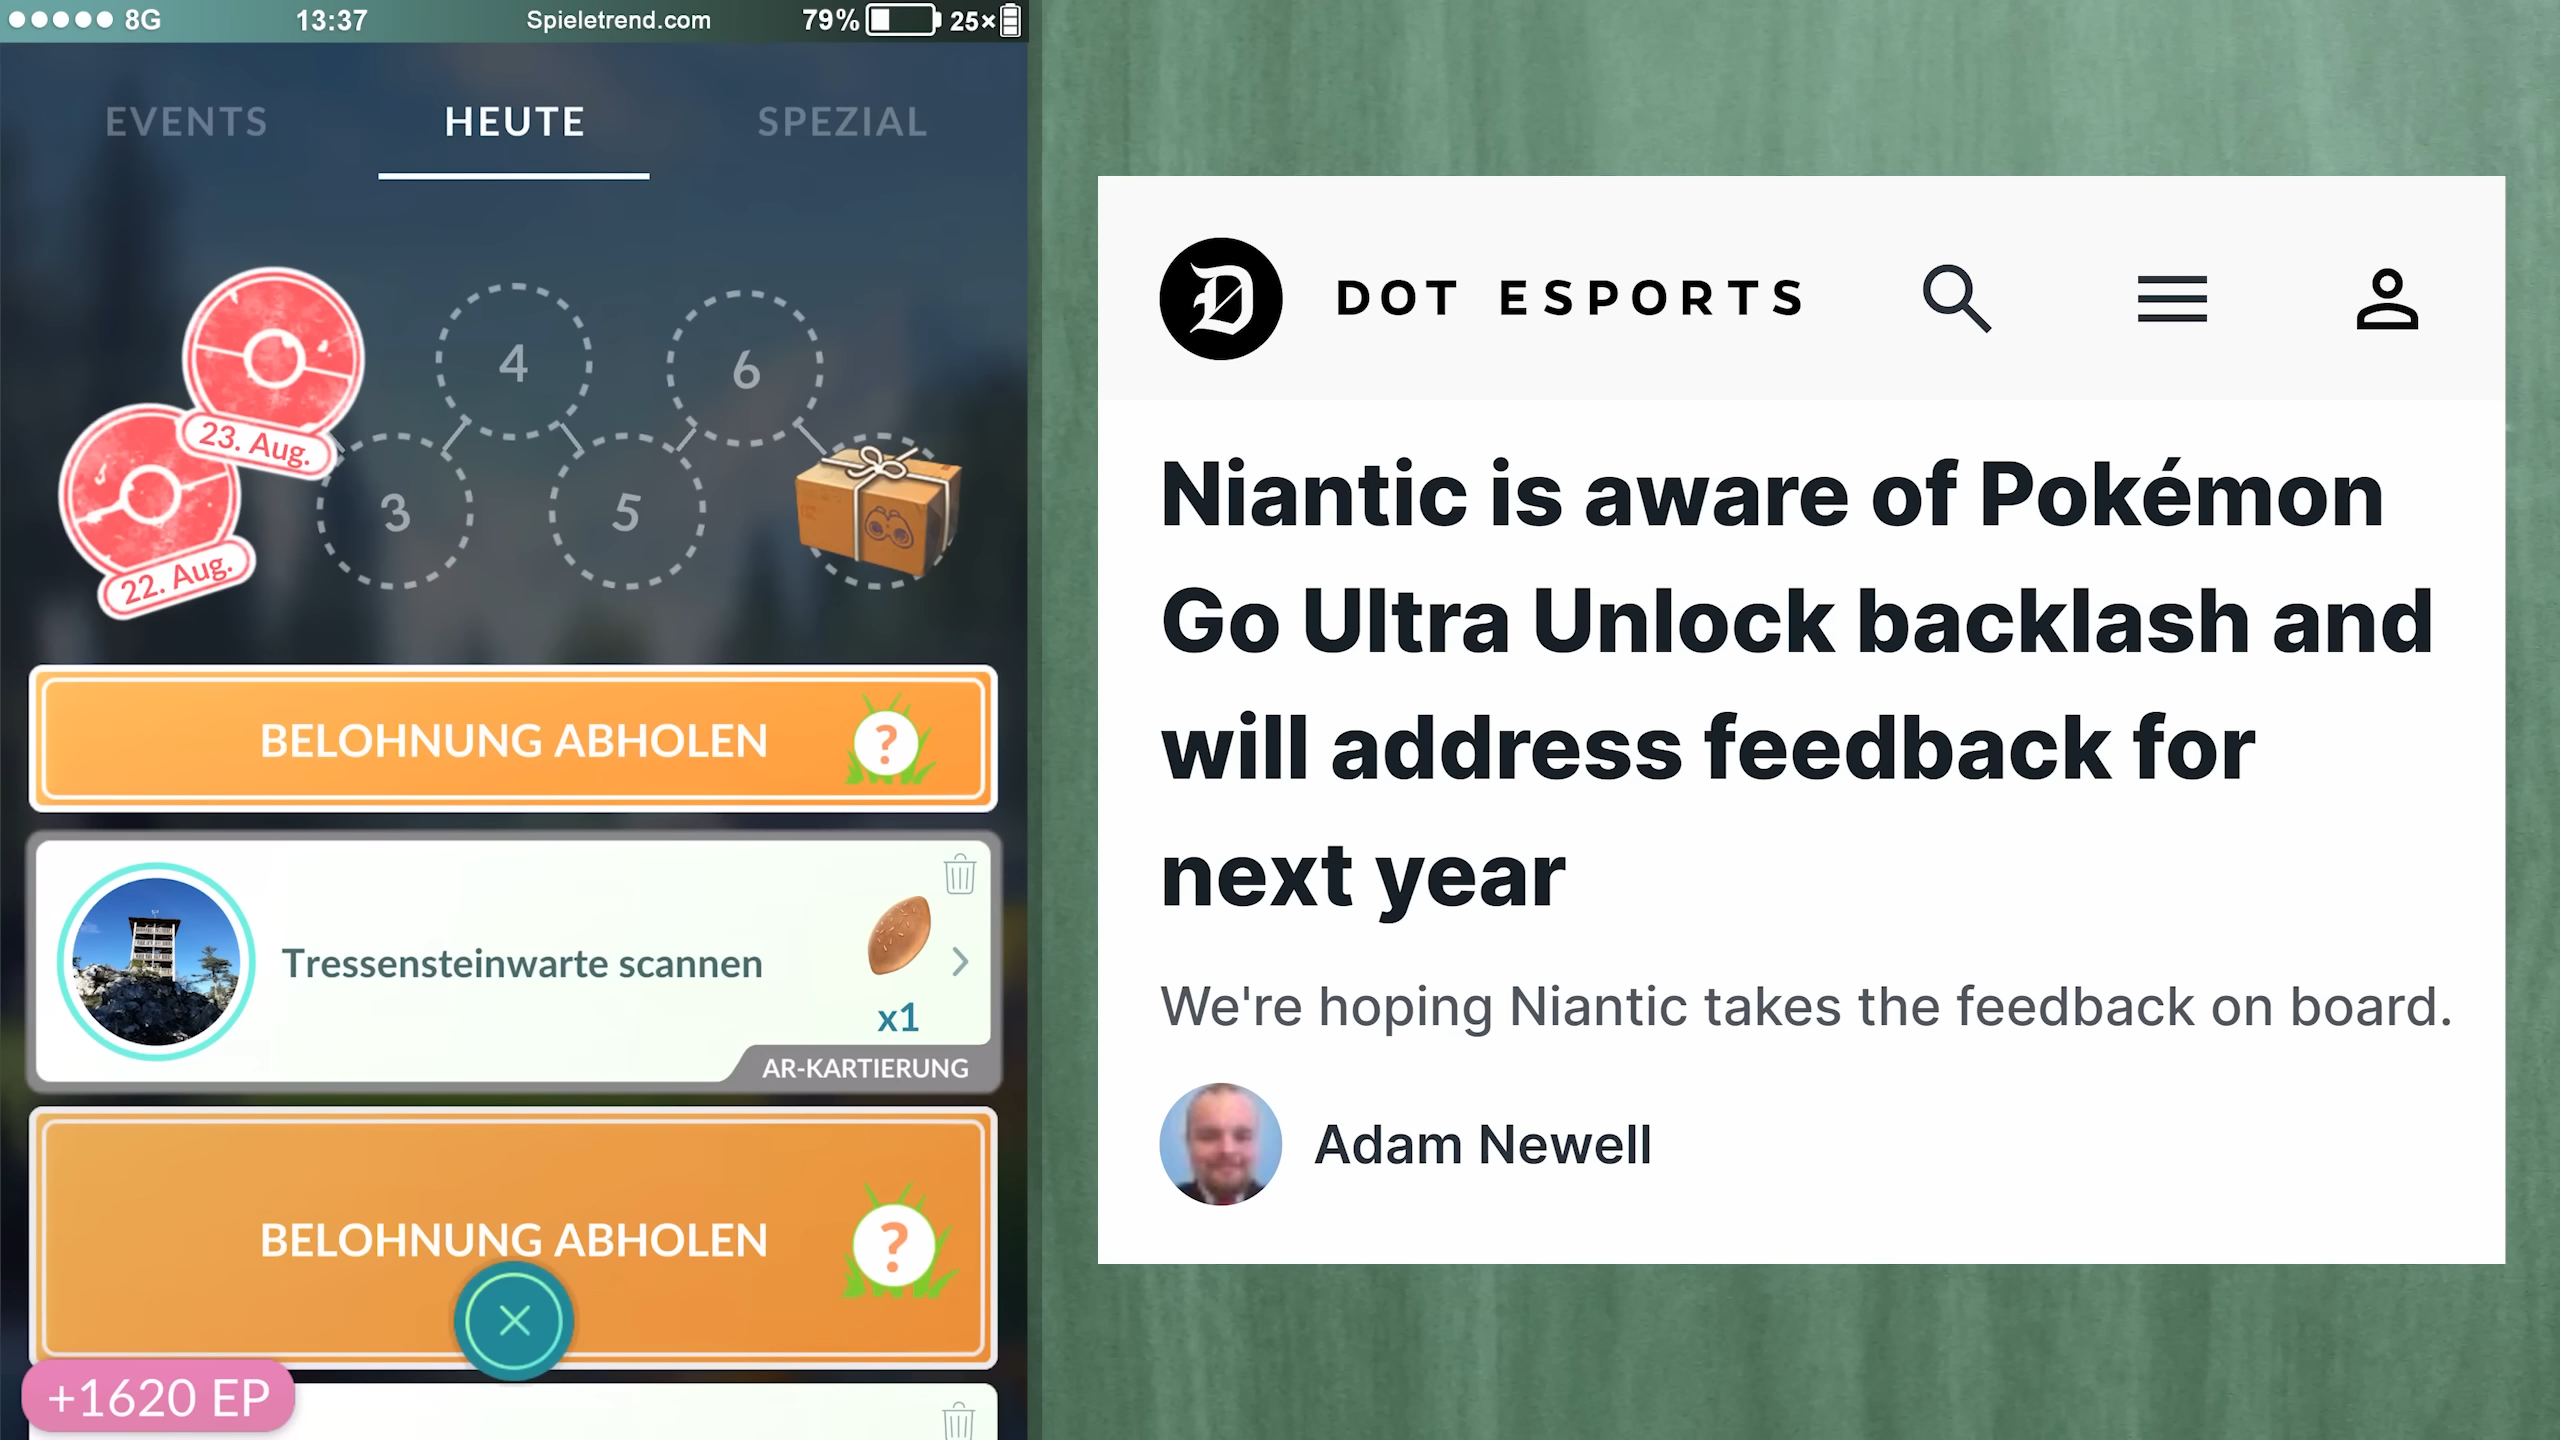 8G 13:37 Spieletrend.com 79% 25×
EVENTS HEUTE SPEZIAL
4 6
23. Aug.
3 5
22. Aug.
BELOHNUNG ABHOLEN ?
Tressensteinwarte scannen
x1
AR-KARTIERUNG
BELOHNUNG ABHOLEN ?
+1620 EP
D DOT ESPORTS
Niantic is aware of Pokémon
Go Ultra Unlock backlash and
will address feedback for
next year
We're hoping Niantic takes the feedback on board.
Adam Newell